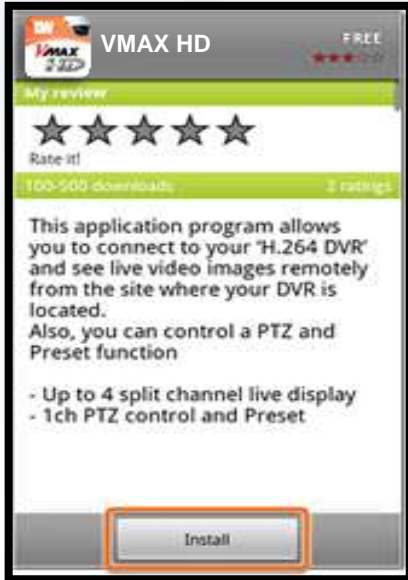 DW
VMAX
HD
VMAX HD
FREE
My review
Rate it!
100-500 downloads
2 ratings
This application program allows
you to connect to your 'H.264 DVR'
and see live video images remotely
from the site where your DVR is
located.
Also, you can control a PTZ and
Preset function
- Up to 4 split channel live display
- 1ch PTZ control and Preset
Install